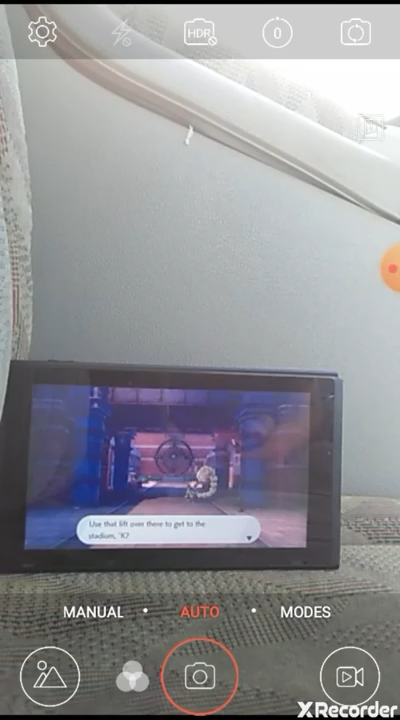 HDR
0
Use that lift over there to get to the
stadium, 'K?
MANUAL • AUTO • MODES
XRecorder